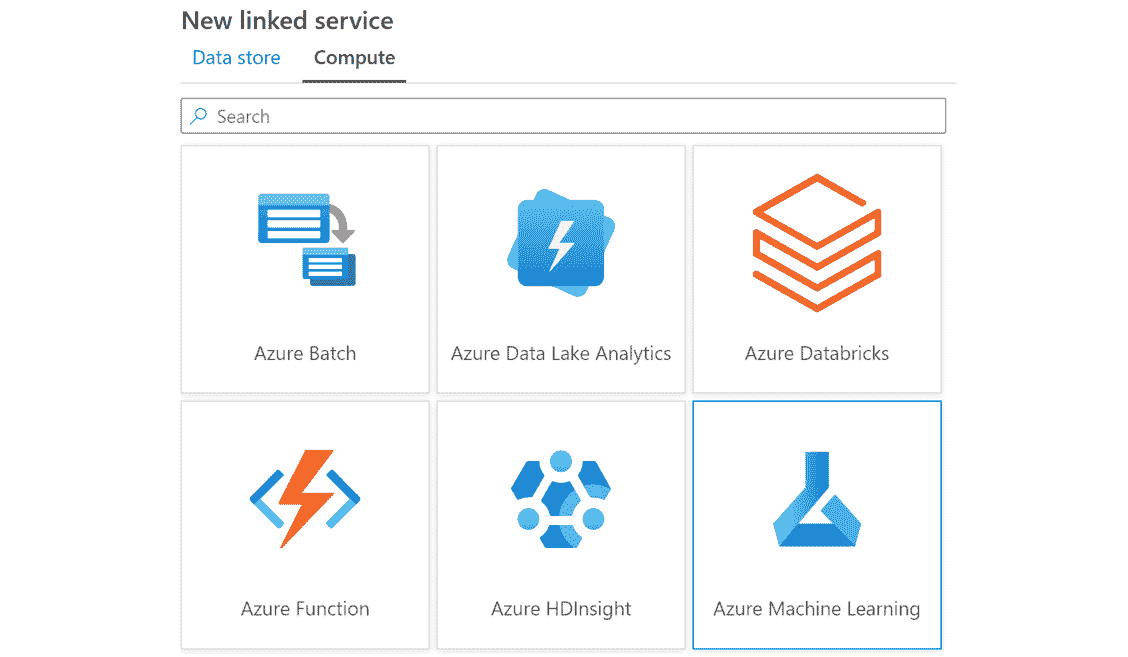 New linked service
Data store Compute
Search
Azure Batch Azure Data Lake Analytics Azure Databricks
Azure Function Azure HDInsight Azure Machine Learning